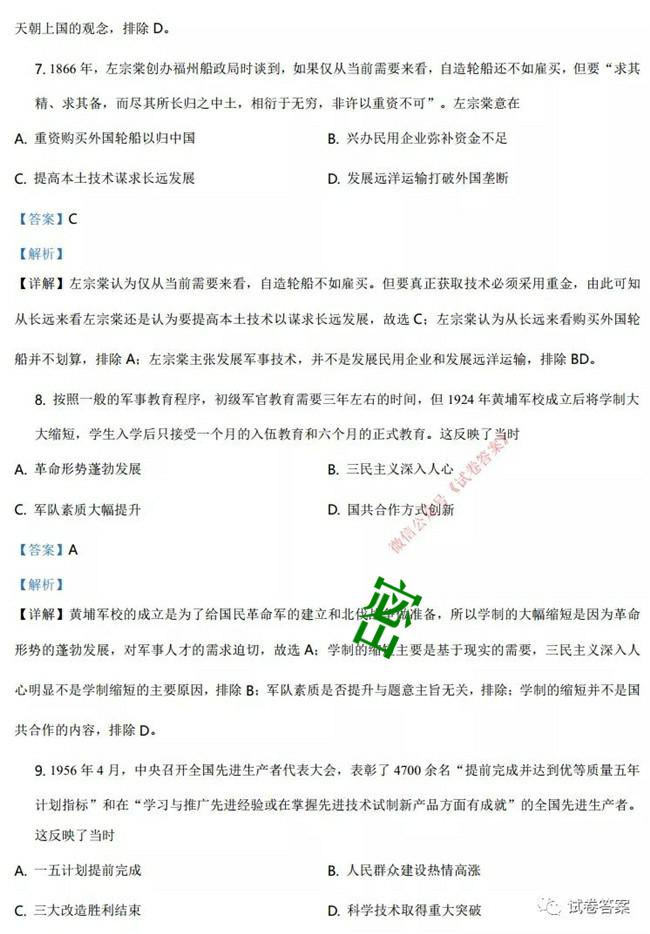 天朝上国的观念，排除 D。
7. 1866 年，左宗棠创办福州船政局时谈到，如果仅从当前需要来看，自造轮船还不如雇买，但要“求其
精、求其备，而尽其所长归之中土，相衍于无穷，非许以重资不可”。左宗棠意在
A. 重资购买外国轮船以归中国 B. 兴办民用企业弥补资金不足
C. 提高本土技术谋求长远发展 D. 发展远洋运输打破外国垄断
【答案】C
【解析】
【详解】左宗棠认为仅从当前需要来看，自造轮船不如雇买。但要真正获取技术必须采用重金，由此可知
从长远来看左宗棠还是认为要提高本土技术以谋求长远发展，故选 C；左宗棠认为从长远来看购买外国轮
船并不划算，排除 A；左宗棠主张发展军事技术，并不是发展民用企业和发展远洋运输，排除 BD。
8. 按照一般的军事教育程序，初级军官教育需要三年左右的时间，但 1924 年黄埔军校成立后将学制大
大缩短，学生入学后只接受一个月的入伍教育和六个月的正式教育。这反映了当时
A. 革命形势蓬勃发展 B. 三民主义深入人心
C. 军队素质大幅提升 D. 国共合作方式创新
微信公众号《试卷答案》
【答案】A
【解析】
密出
【详解】黄埔军校的成立是为了给国民革命军的建立和北伐战争做准备，所以学制的大幅缩短是因为革命
形势的蓬勃发展，对军事人才的需求迫切，故选 A；学制的缩短主要是基于现实的需要，三民主义深入人
心明显不是学制缩短的主要原因，排除 B；军队素质是否提升与题意主旨无关，排除；学制的缩短并不是国
共合作的内容，排除 D。
9. 1956 年 4 月，中央召开全国先进生产者代表大会，表彰了 4700 余名“提前完成并达到优等质量五年
计划指标”和在“学习与推广先进经验或在掌握先进技术试制新产品方面有成就”的全国先进生产者。
这反映了当时
A. 一五计划提前完成 B. 人民群众建设热情高涨
C. 三大改造胜利结束 D. 科学技术取得重大突破
试卷答案